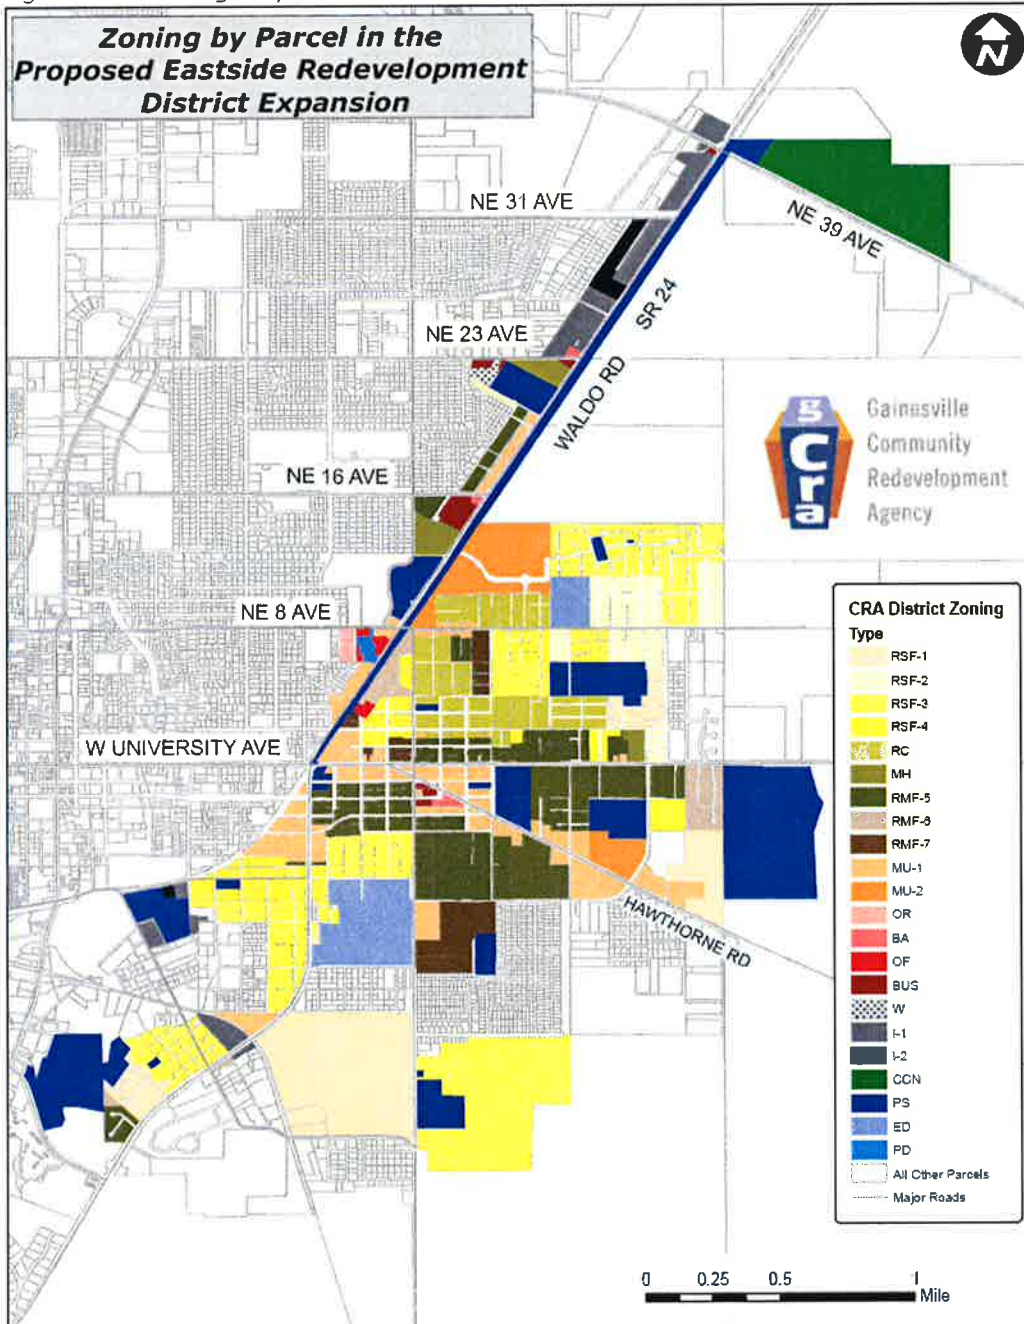 Zoning by Parcel in the
Proposed Eastside Redevelopment
District Expansion
N
NE 31 AVE
NE 39 AVE
SR 24
NE 23 AVE
WALDO RD
g
c
r
a
Gainesville
Community
Redevelopment
Agency
NE 16 AVE
NE 8 AVE
W UNIVERSITY AVE
HAWTHORNE RD
CRA District Zoning
Type
RSF-1
RSF-2
RSF-3
RSF-4
RC
MH
RMF-5
RMF-6
RMF-7
MU-1
MU-2
OR
BA
OF
BUS
W
I-1
I-2
CCN
PS
ED
PD
All Other Parcels
Major Roads
0 0.25 0.5 1
Mile